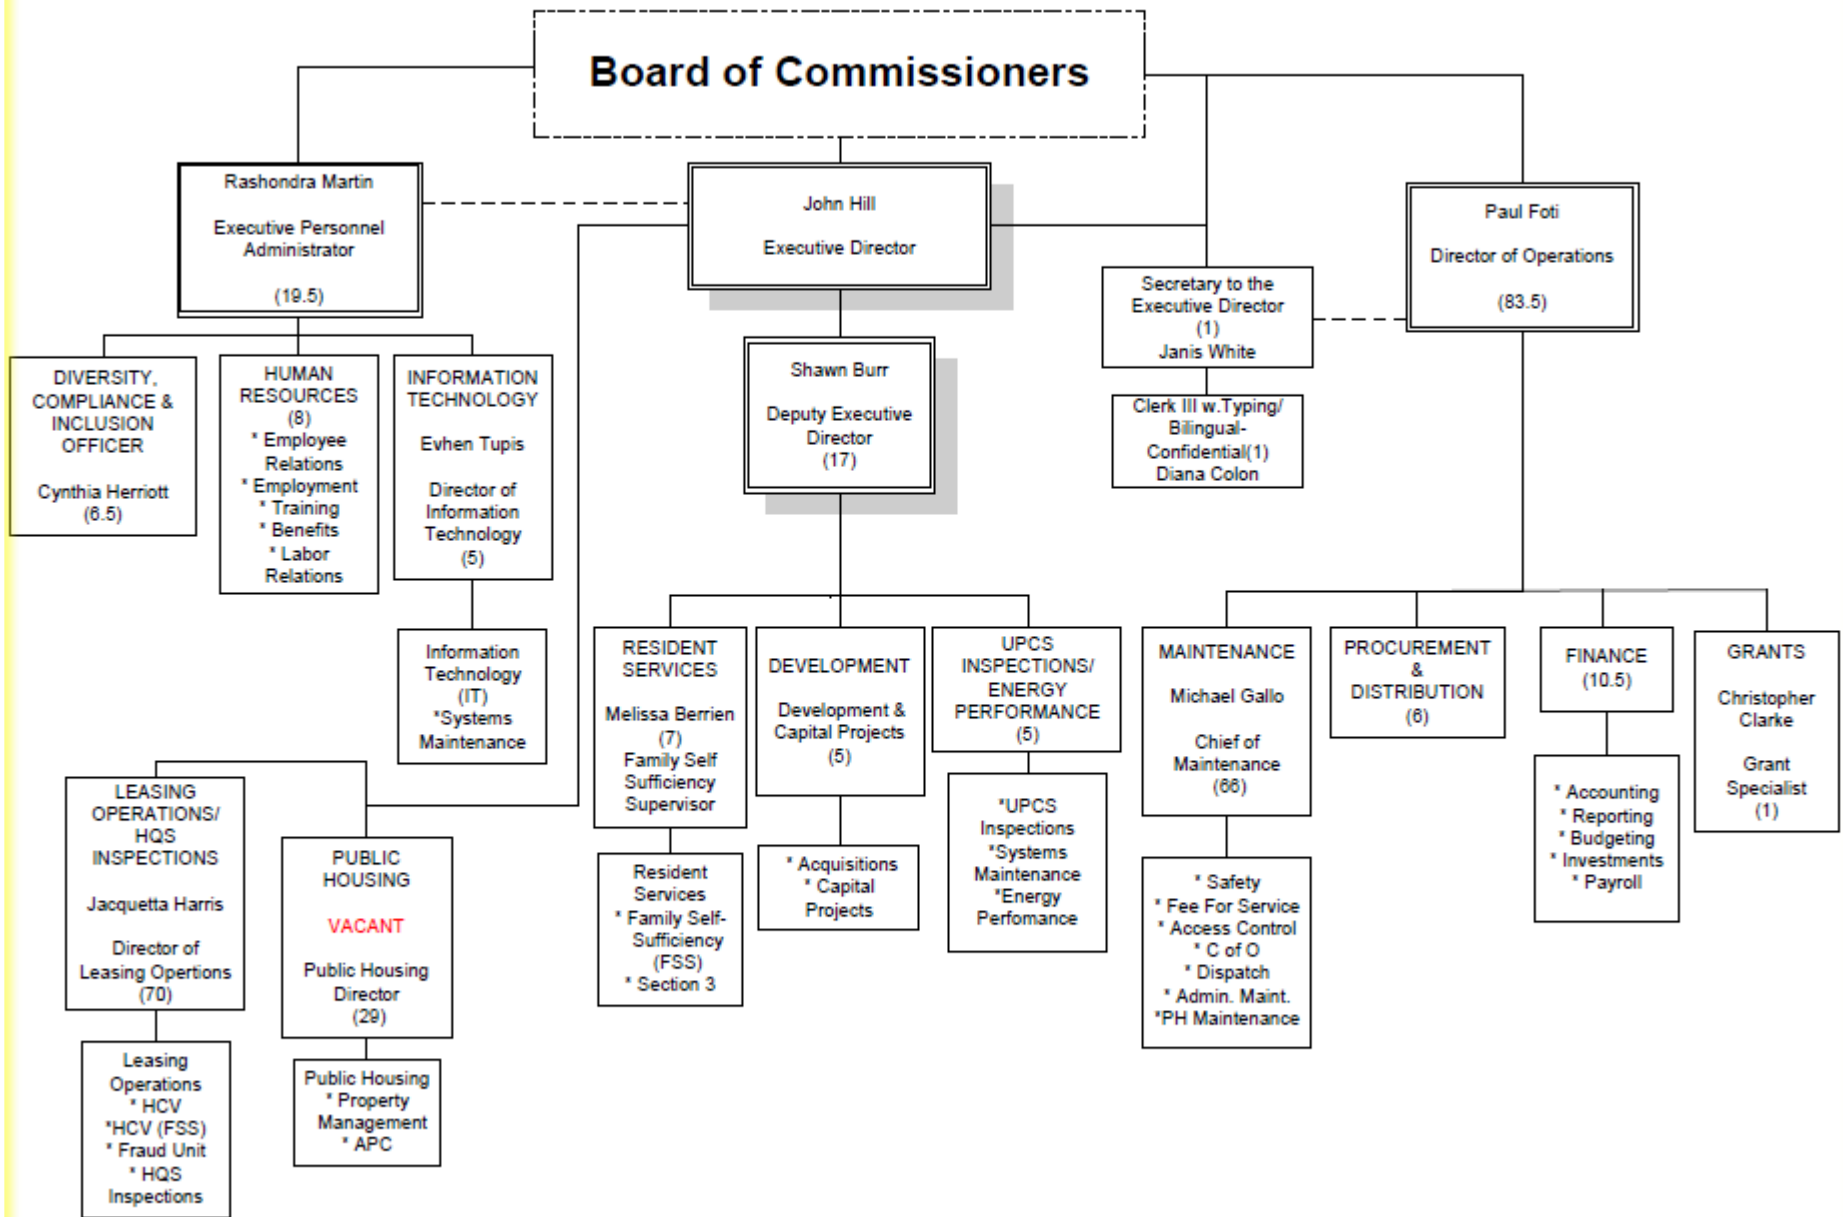 Board of Commissioners
Rashondra Martin
Executive Personnel
Administrator
(19.5)
John Hill
Executive Director
Paul Foti
Director of Operations
(83.5)
Secretary to the
Executive Director
(1)
Janis White
Clerk III w.Typing/
Bilingual-
Confidential(1)
Diana Colon
Shawn Burr
Deputy Executive
Director
(17)
DIVERSITY,
COMPLIANCE &
INCLUSION
OFFICER
Cynthia Herriott
(6.5)
HUMAN
RESOURCES
(8)
* Employee
Relations
* Employment
* Training
* Benefits
* Labor
Relations
INFORMATION
TECHNOLOGY
Evhen Tupis
Director of
Information
Technology
(5)
Information
Technology
(IT)
*Systems
Maintenance
LEASING
OPERATIONS/
HQS
INSPECTIONS
Jacquetta Harris
Director of
Leasing Opertions
(70)
Leasing
Operations
* HCV
*HCV (FSS)
* Fraud Unit
* HQS
Inspections
PUBLIC
HOUSING
VACANT
Public Housing
Director
(29)
Public Housing
* Property
Management
* APC
RESIDENT
SERVICES
Melissa Berrien
(7)
Family Self
Sufficiency
Supervisor
Resident
Services
* Family Self-
Sufficiency
(FSS)
* Section 3
DEVELOPMENT
Development &
Capital Projects
(5)
* Acquisitions
* Capital
Projects
UPCS
INSPECTIONS/
ENERGY
PERFORMANCE
(5)
*UPCS
Inspections
*Systems
Maintenance
*Energy
Perfomance
MAINTENANCE
Michael Gallo
Chief of
Maintenance
(66)
* Safety
* Fee For Service
* Access Control
* C of O
* Dispatch
* Admin. Maint.
*PH Maintenance
PROCUREMENT
&
DISTRIBUTION
(6)
FINANCE
(10.5)
* Accounting
* Reporting
* Budgeting
* Investments
* Payroll
GRANTS
Christopher
Clarke
Grant
Specialist
(1)